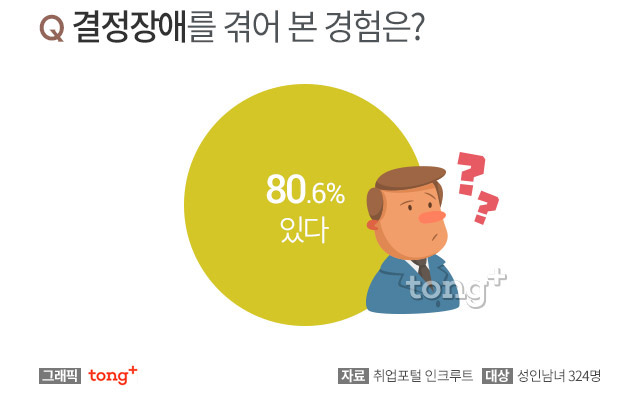 Q 결정장애를 겪어 본 경험은?
80.6%
있다
tong+
그래픽 tong+ 자료 취업포털 인크루트 대상 성인남녀 324명